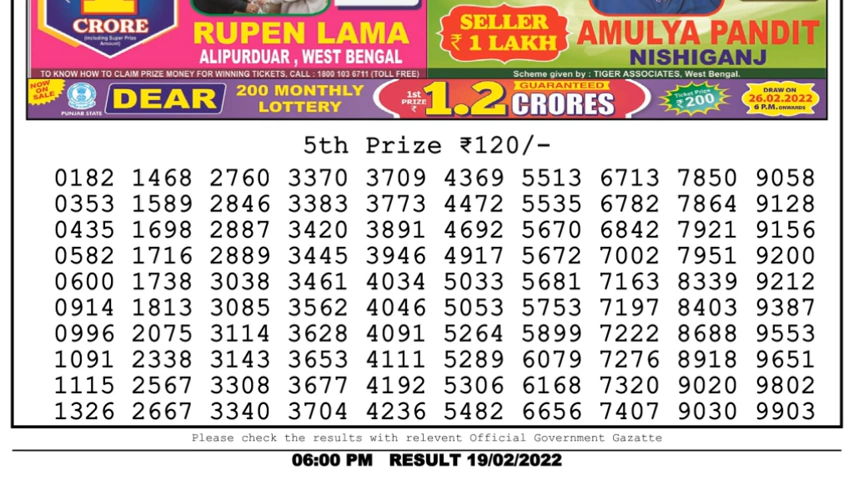 CRORE
(Including Super Prize Amount)
RUPEN LAMA
ALIPURDUAR , WEST BENGAL
SELLER
₹ 1 LAKH
AMULYA PANDIT
NISHIGANJ
TO KNOW HOW TO CLAIM PRIZE MONEY FOR WINNING TICKETS, CALL : 1800 103 6711 (TOLL FREE)
Scheme given by : TIGER ASSOCIATES, West Bengal.
NOW ON SALE
PUNJAB STATE
DEAR
200 MONTHLY
LOTTERY
1st PRIZE ₹
1.2
GUARANTEED
CRORES
Ticket Price
₹200
DRAW ON
26.02.2022
6 P.M. ONWARDS
5th Prize ₹120/-
0182 1468 2760 3370 3709 4369 5513 6713 7850 9058
0353 1589 2846 3383 3773 4472 5535 6782 7864 9128
0435 1698 2887 3420 3891 4692 5670 6842 7921 9156
0582 1716 2889 3445 3946 4917 5672 7002 7951 9200
0600 1738 3038 3461 4034 5033 5681 7163 8339 9212
0914 1813 3085 3562 4046 5053 5753 7197 8403 9387
0996 2075 3114 3628 4091 5264 5899 7222 8688 9553
1091 2338 3143 3653 4111 5289 6079 7276 8918 9651
1115 2567 3308 3677 4192 5306 6168 7320 9020 9802
1326 2667 3340 3704 4236 5482 6656 7407 9030 9903
Please check the results with relevent Official Government Gazatte
06:00 PM RESULT 19/02/2022